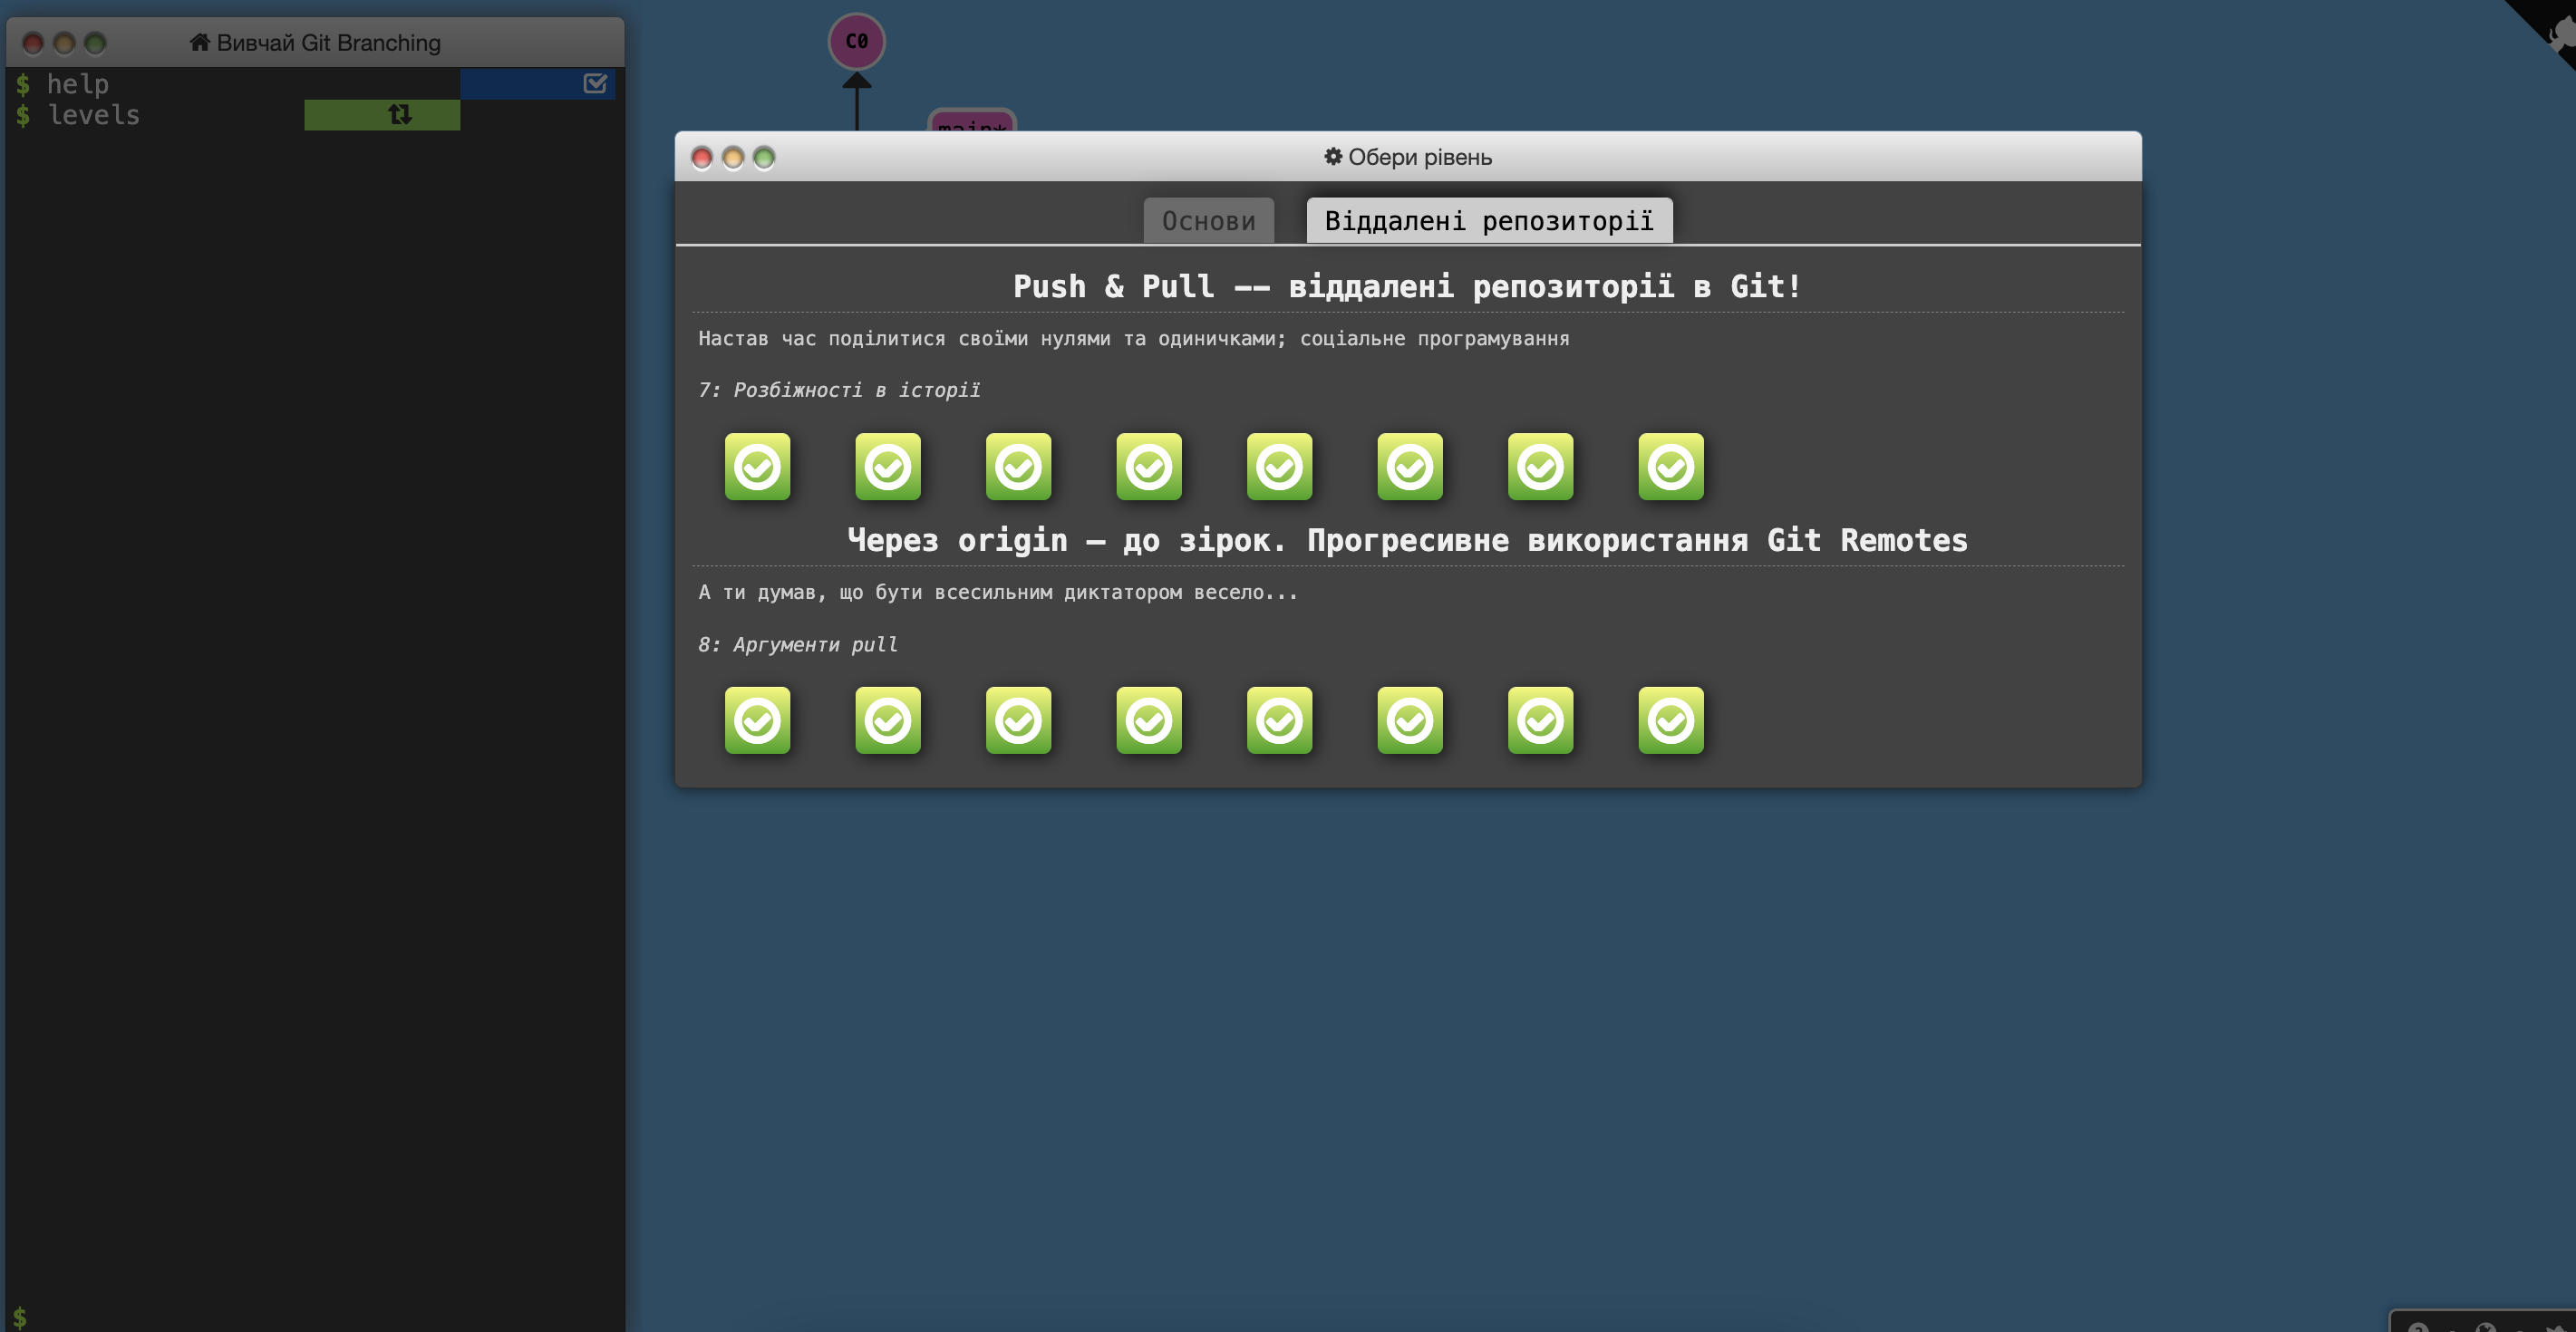 Вивчай Git Branching
$ help
$ levels
$
C0
main*
Обери рівень
Основи
Віддалені репозиторії
Push & Pull -- віддалені репозиторії в Git!
Настав час поділитися своїми нулями та одиничками; соціальне програмування
7: Розбіжності в історії
Через origin – до зірок. Прогресивне використання Git Remotes
А ти думав, що бути всесильним диктатором весело...
8: Аргументи pull